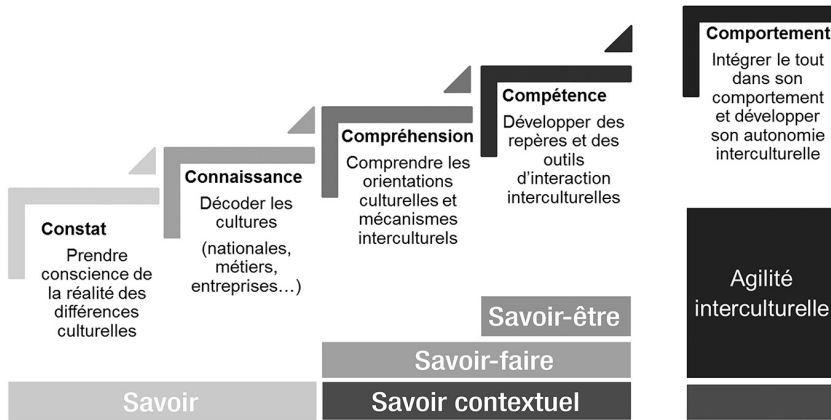 Constat
Prendre
conscience de
la réalité des
différences
culturelles
Connaissance
Décoder les
cultures
(nationales,
métiers,
entreprises…)
Compréhension
Comprendre les
orientations
culturelles et
mécanismes
interculturels
Compétence
Développer des
repères et des
outils
d'interaction
interculturelles
Comportement
Intégrer le tout
dans son
comportement
et développer
son autonomie
interculturelle
Agilité
interculturelle
Savoir-être
Savoir-faire
Savoir
Savoir contextuel